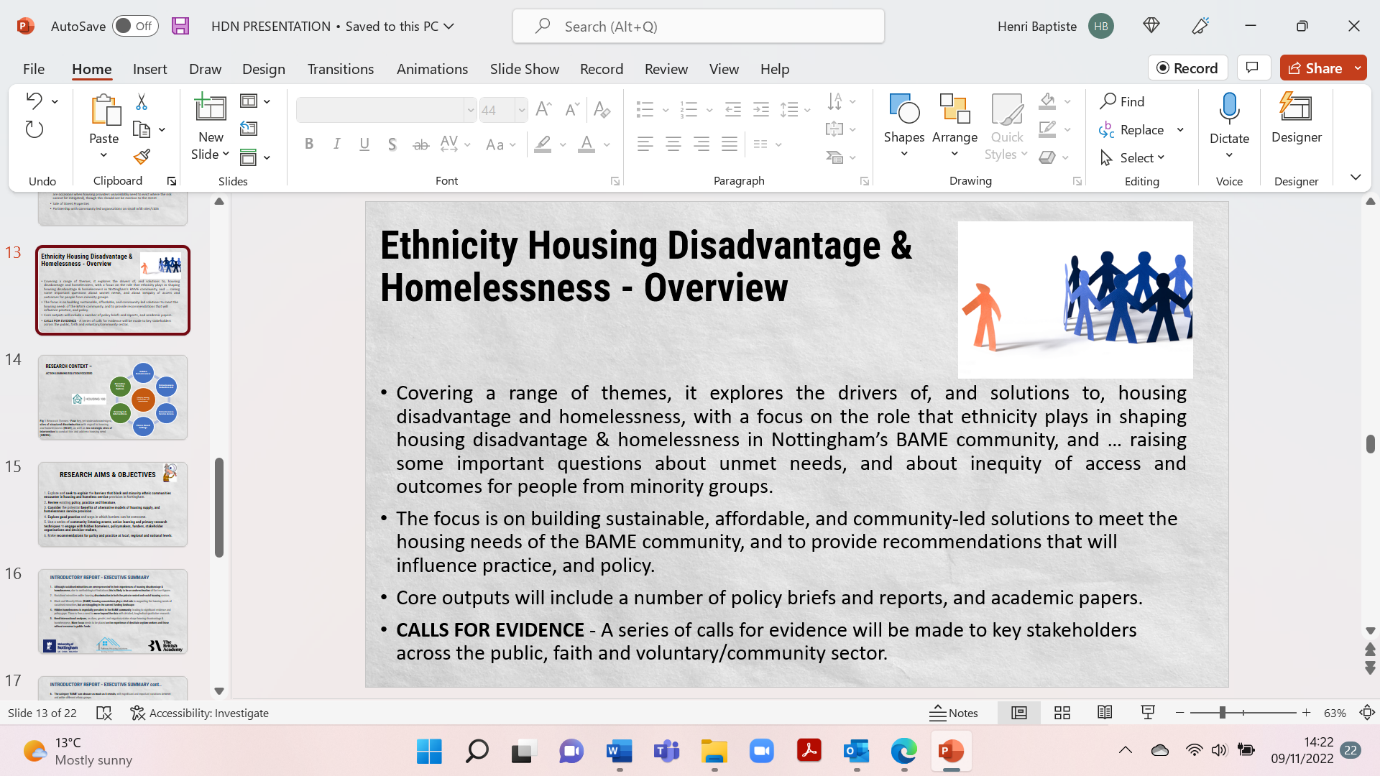 AutoSave Off HDN PRESENTATION • Saved to this PC Search (Alt+Q) Henri Baptiste HB
File Home Insert Draw Design Transitions Animations Slide Show Record Review View Help Record Share
Paste New Slide 44 Shapes Arrange Quick Styles Find Replace Select Dictate Designer
Undo Clipboard Slides Font Paragraph Drawing Editing Voice Designer
13
Ethnicity Housing Disadvantage &
Homelessness - Overview
14
RESEARCH CONTEXT –
15
RESEARCH AIMS & OBJECTIVES
16
INTRODUCTORY REPORT – EXECUTIVE SUMMARY
17
INTRODUCTORY REPORT – EXECUTIVE SUMMARY cont..
Ethnicity Housing Disadvantage &
Homelessness - Overview
• Covering a range of themes, it explores the drivers of, and solutions to, housing
disadvantage and homelessness, with a focus on the role that ethnicity plays in shaping
housing disadvantage & homelessness in Nottingham’s BAME community, and … raising
some important questions about unmet needs, and about inequity of access and
outcomes for people from minority groups.
• The focus is on building sustainable, affordable, and community-led solutions to meet the
housing needs of the BAME community, and to provide recommendations that will
influence practice, and policy.
• Core outputs will include a number of policy briefs and reports, and academic papers.
• CALLS FOR EVIDENCE - A series of calls for evidence will be made to key stakeholders
across the public, faith and voluntary/community sector.
Slide 13 of 22 Accessibility: Investigate Notes 63%
13°C
Mostly sunny
14:22
09/11/2022 22